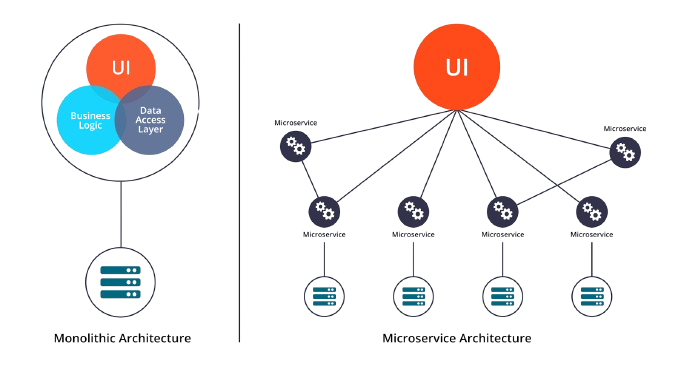 UI
Business
Logic
Data
Access
Layer
Monolithic Architecture
UI
Microservice
Microservice
Microservice
Microservice
Microservice
Microservice
Microservice Architecture